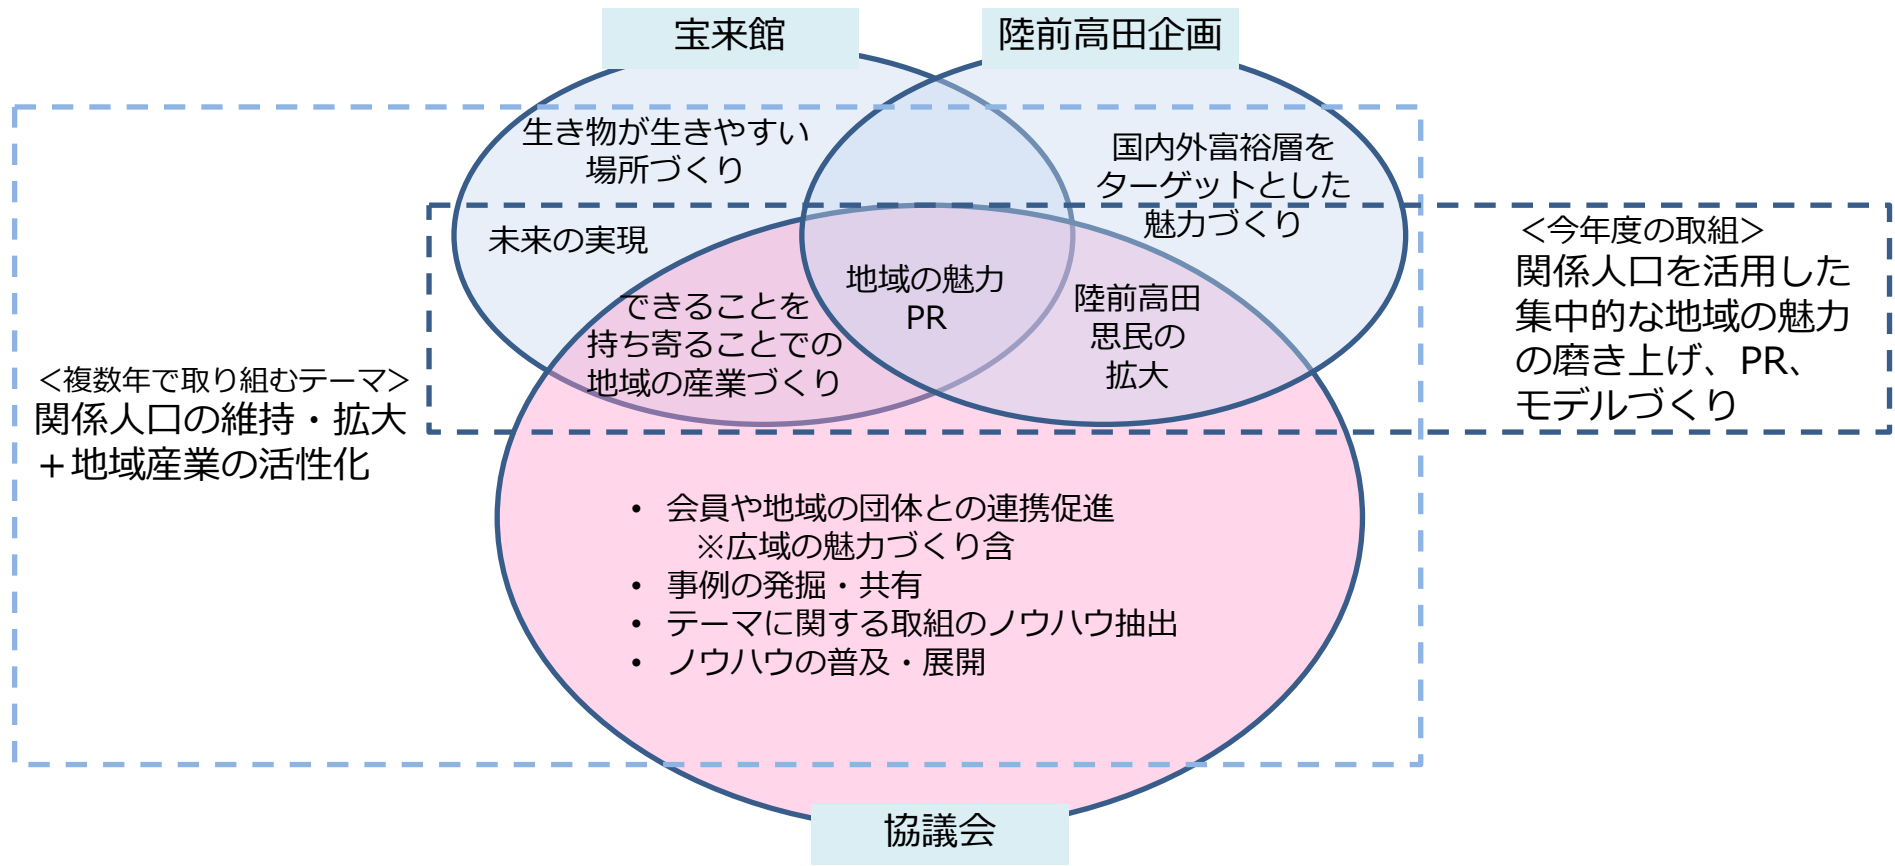 宝来館
陸前高田企画
生き物が生きやすい
場所づくり
国内外富裕層を
ターゲットとした
魅力づくり
未来の実現
できることを
持ち寄ることでの
地域の産業づくり
地域の魅力
PR
陸前高田
思民の
拡大
＜今年度の取組＞
関係人口を活用した
集中的な地域の魅力
の磨き上げ、PR、
モデルづくり
＜複数年で取り組むテーマ＞
関係人口の維持・拡大
＋地域産業の活性化
• 会員や地域の団体との連携促進
※広域の魅力づくり含
• 事例の発掘・共有
• テーマに関する取組のノウハウ抽出
• ノウハウの普及・展開
協議会